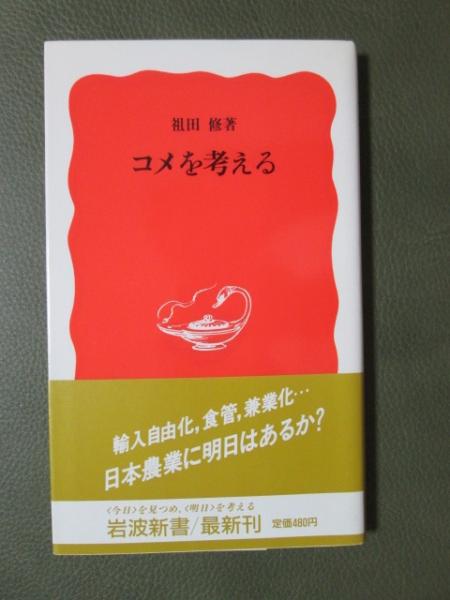 祖田 修著
コメを考える
輸入自由化,食管,兼業化…
日本農業に明日はあるか?
〈今日〉を見つめ,〈明日〉を考える
岩波新書/最新刊 定価480円